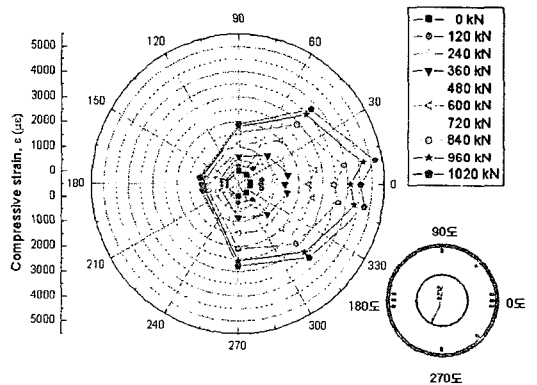 90
120
60
150
30
180
0
210
330
240
300
270
5000
4000
3000
2000
1000
0
0
1000
2000
3000
4000
5000
Compressive strain, ε (με)
0 kN
120 kN
240 kN
360 kN
480 kN
600 kN
720 kN
840 kN
960 kN
1020 kN
90도
180도
0도
270도